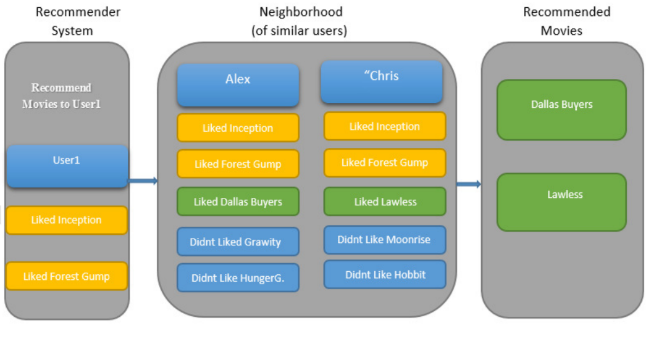 Recommender
System
Neighborhood
(of similar users)
Recommended
Movies
Recommend
Movies to User1
User1
Liked Inception
Liked Forest Gump
Alex
Liked Inception
Liked Forest Gump
Liked Dallas Buyers
Didnt Liked Grawity
Didnt Like HungerG.
"Chris
Liked Inception
Liked Forest Gump
Liked Lawless
Didnt Like Moonrise
Didnt Like Hobbit
Dallas Buyers
Lawless